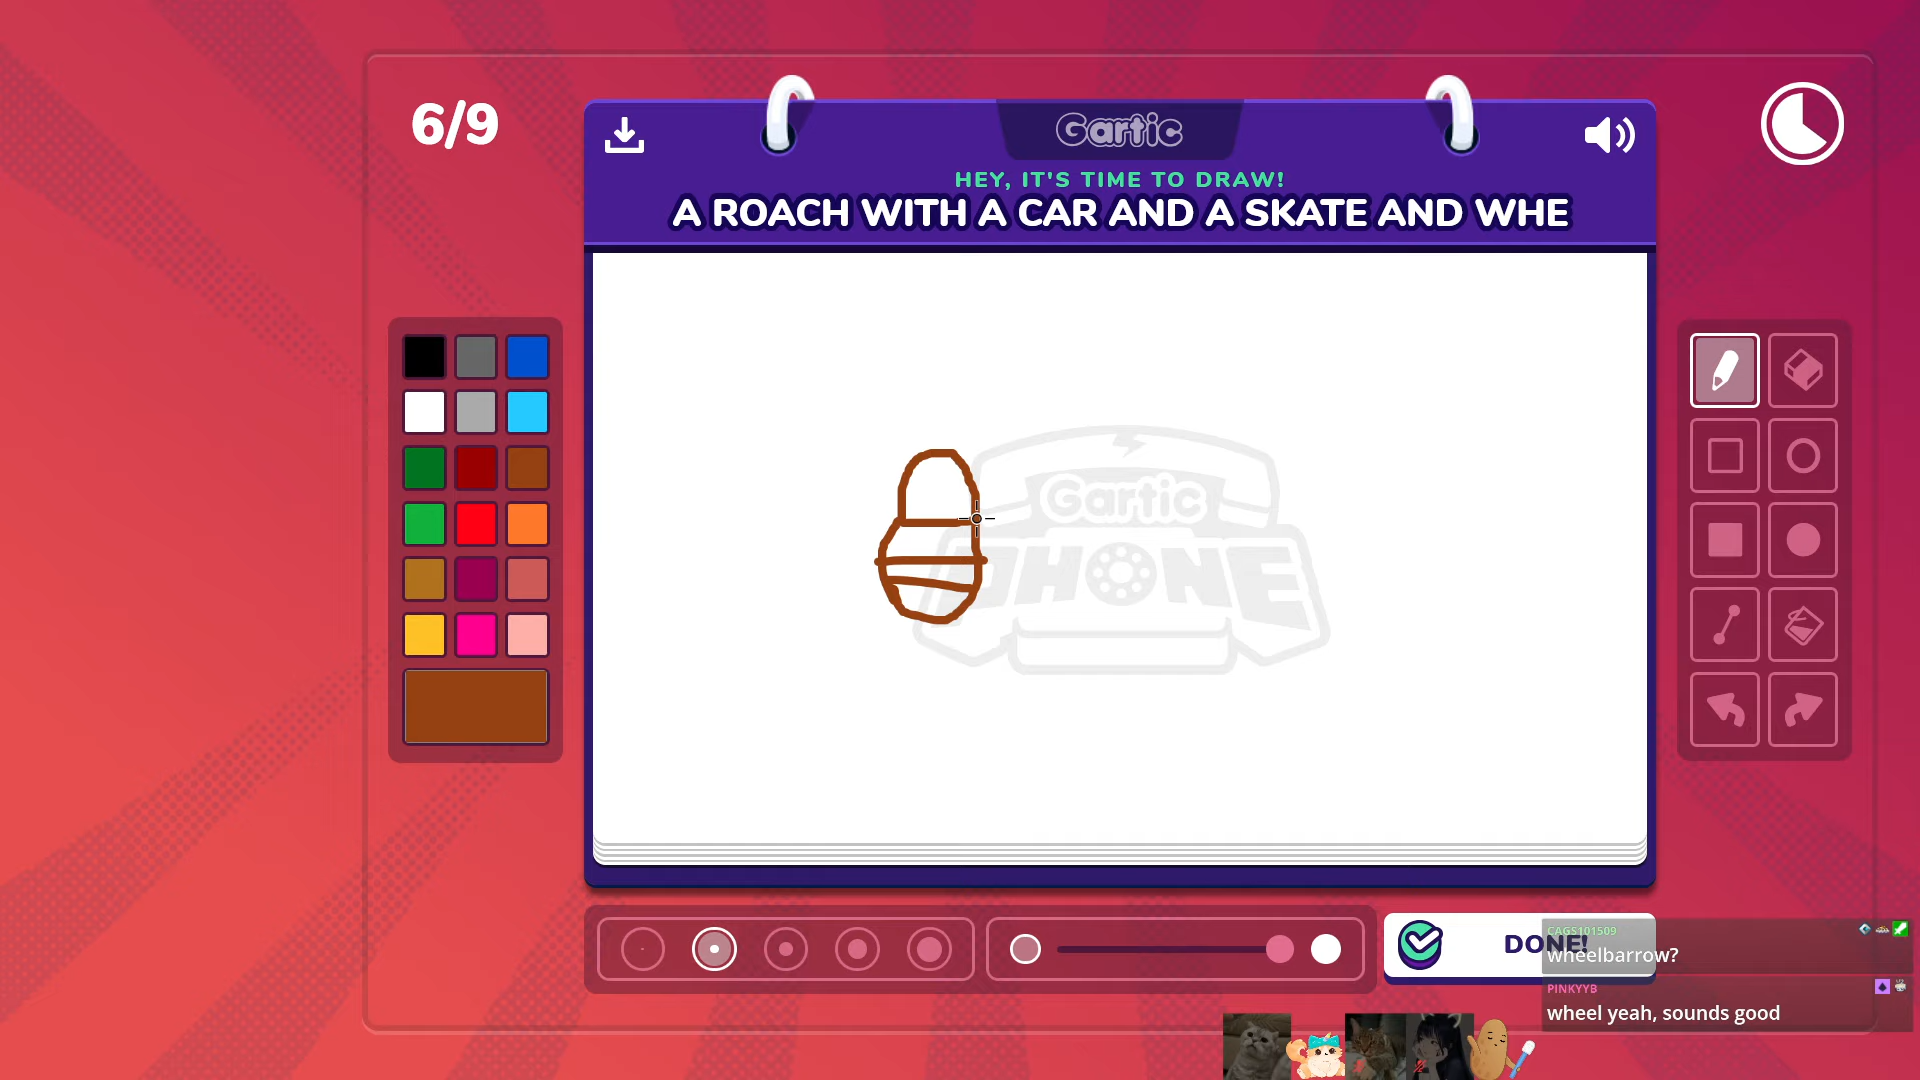 6/9
Gartic
HEY, IT'S TIME TO DRAW!
A ROACH WITH A CAR AND A SKATE AND WHE
Gartic
PHONE
DONE!
CAGS101509
wheelbarrow?
PINKYYB
wheel yeah, sounds good